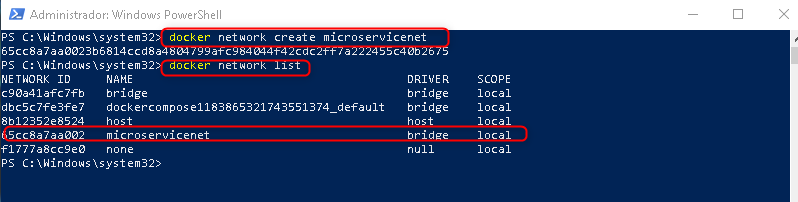 Administrador: Windows PowerShell
PS C:\Windows\system32> docker network create microservicenet
65cc8a7aa0023b6814ccd8a4804799afc984044f42cdc2ff7a222455c40b2675
PS C:\Windows\system32> docker network list
NETWORK ID NAME DRIVER SCOPE
c90a41afc7fb bridge bridge local
dbc5c7fe3fe7 dockercompose1183865321743551374_default bridge local
8b12352e8524 host host local
65cc8a7aa002 microservicenet bridge local
f1777a8cc9e0 none null local
PS C:\Windows\system32>